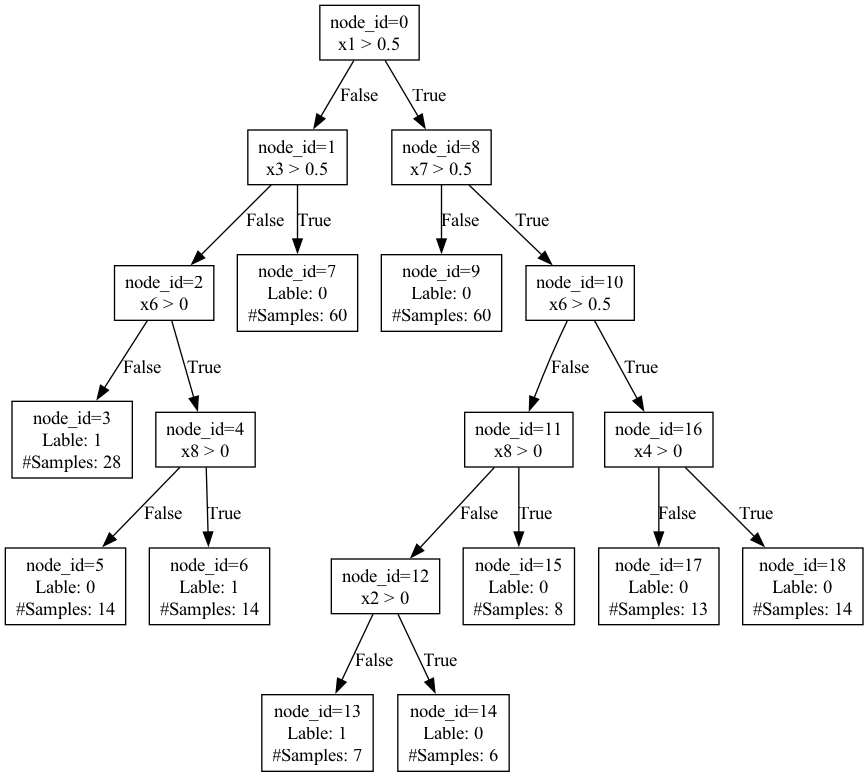 node_id=0
x1 > 0.5
False
True
node_id=1
x3 > 0.5
node_id=8
x7 > 0.5
False
True
False
True
node_id=2
x6 > 0
node_id=7
Lable: 0
#Samples: 60
node_id=9
Lable: 0
#Samples: 60
node_id=10
x6 > 0.5
False
True
False
True
node_id=3
Lable: 1
#Samples: 28
node_id=4
x8 > 0
node_id=11
x8 > 0
node_id=16
x4 > 0
False
True
False
True
False
True
node_id=5
Lable: 0
#Samples: 14
node_id=6
Lable: 1
#Samples: 14
node_id=12
x2 > 0
node_id=15
Lable: 0
#Samples: 8
node_id=17
Lable: 0
#Samples: 13
node_id=18
Lable: 0
#Samples: 14
False
True
node_id=13
Lable: 1
#Samples: 7
node_id=14
Lable: 0
#Samples: 6